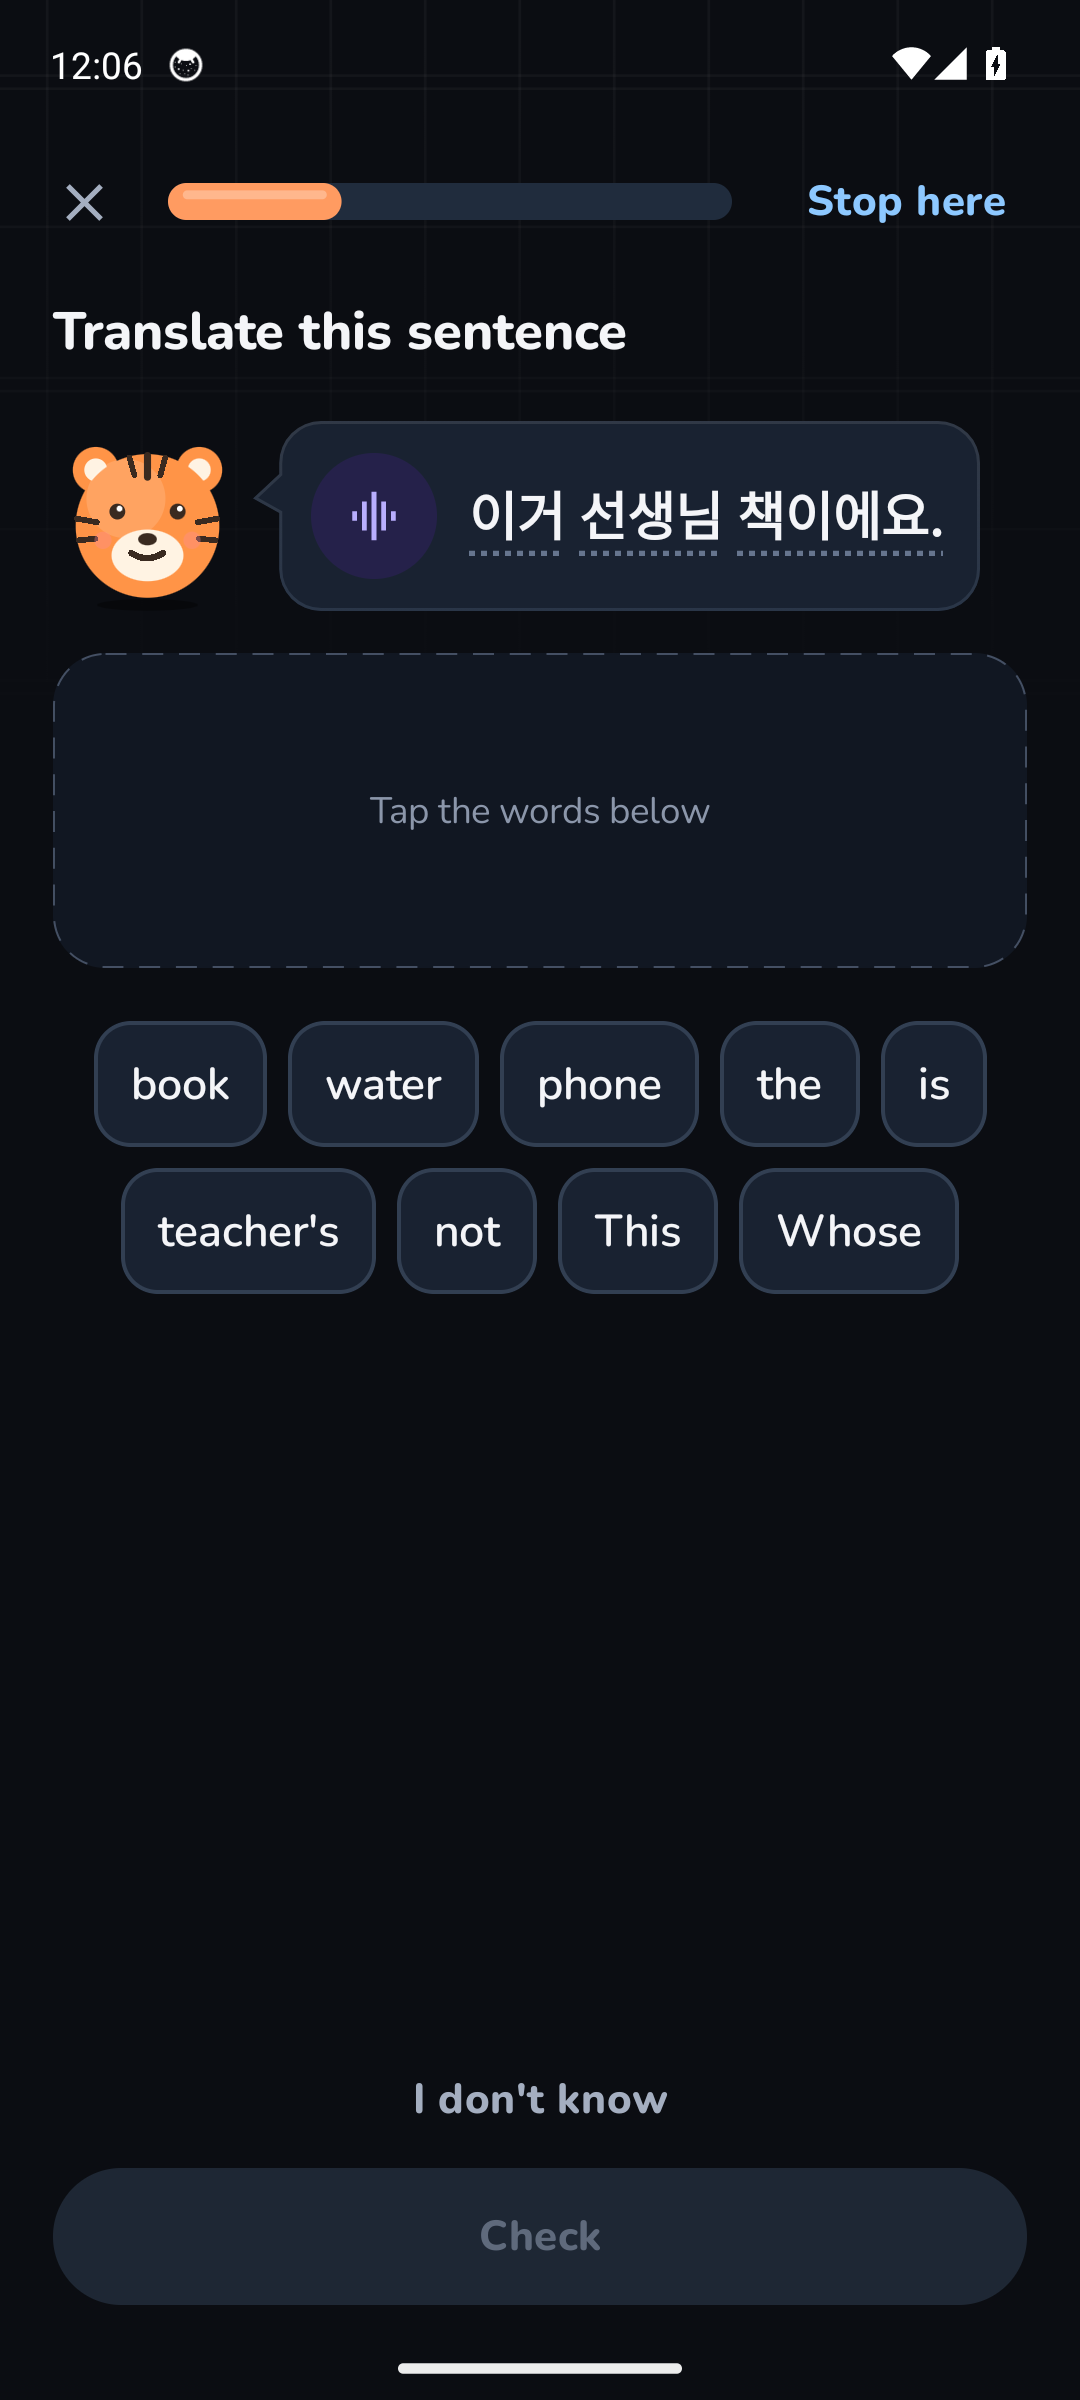 12:06
Stop here
Translate this sentence
이거 선생님 책이에요.
Tap the words below
book water phone the is
teacher's not This Whose
I don't know
Check